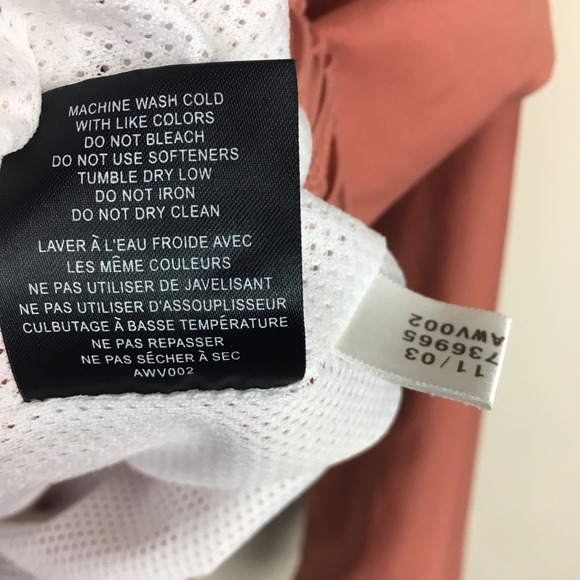 MACHINE WASH COLD
WITH LIKE COLORS
DO NOT BLEACH
DO NOT USE SOFTENERS
TUMBLE DRY LOW
DO NOT IRON
DO NOT DRY CLEAN
LAVER À L'EAU FROIDE AVEC
LES MÊME COULEURS
NE PAS UTILISER DE JAVELISANT
NE PAS UTILISER D'ASSOUPLISSEUR
CULBUTAGE À BASSE TEMPÉRATURE
NE PAS REPASSER
NE PAS SÉCHER À SEC
AWV002
11/03
736965
AWV002